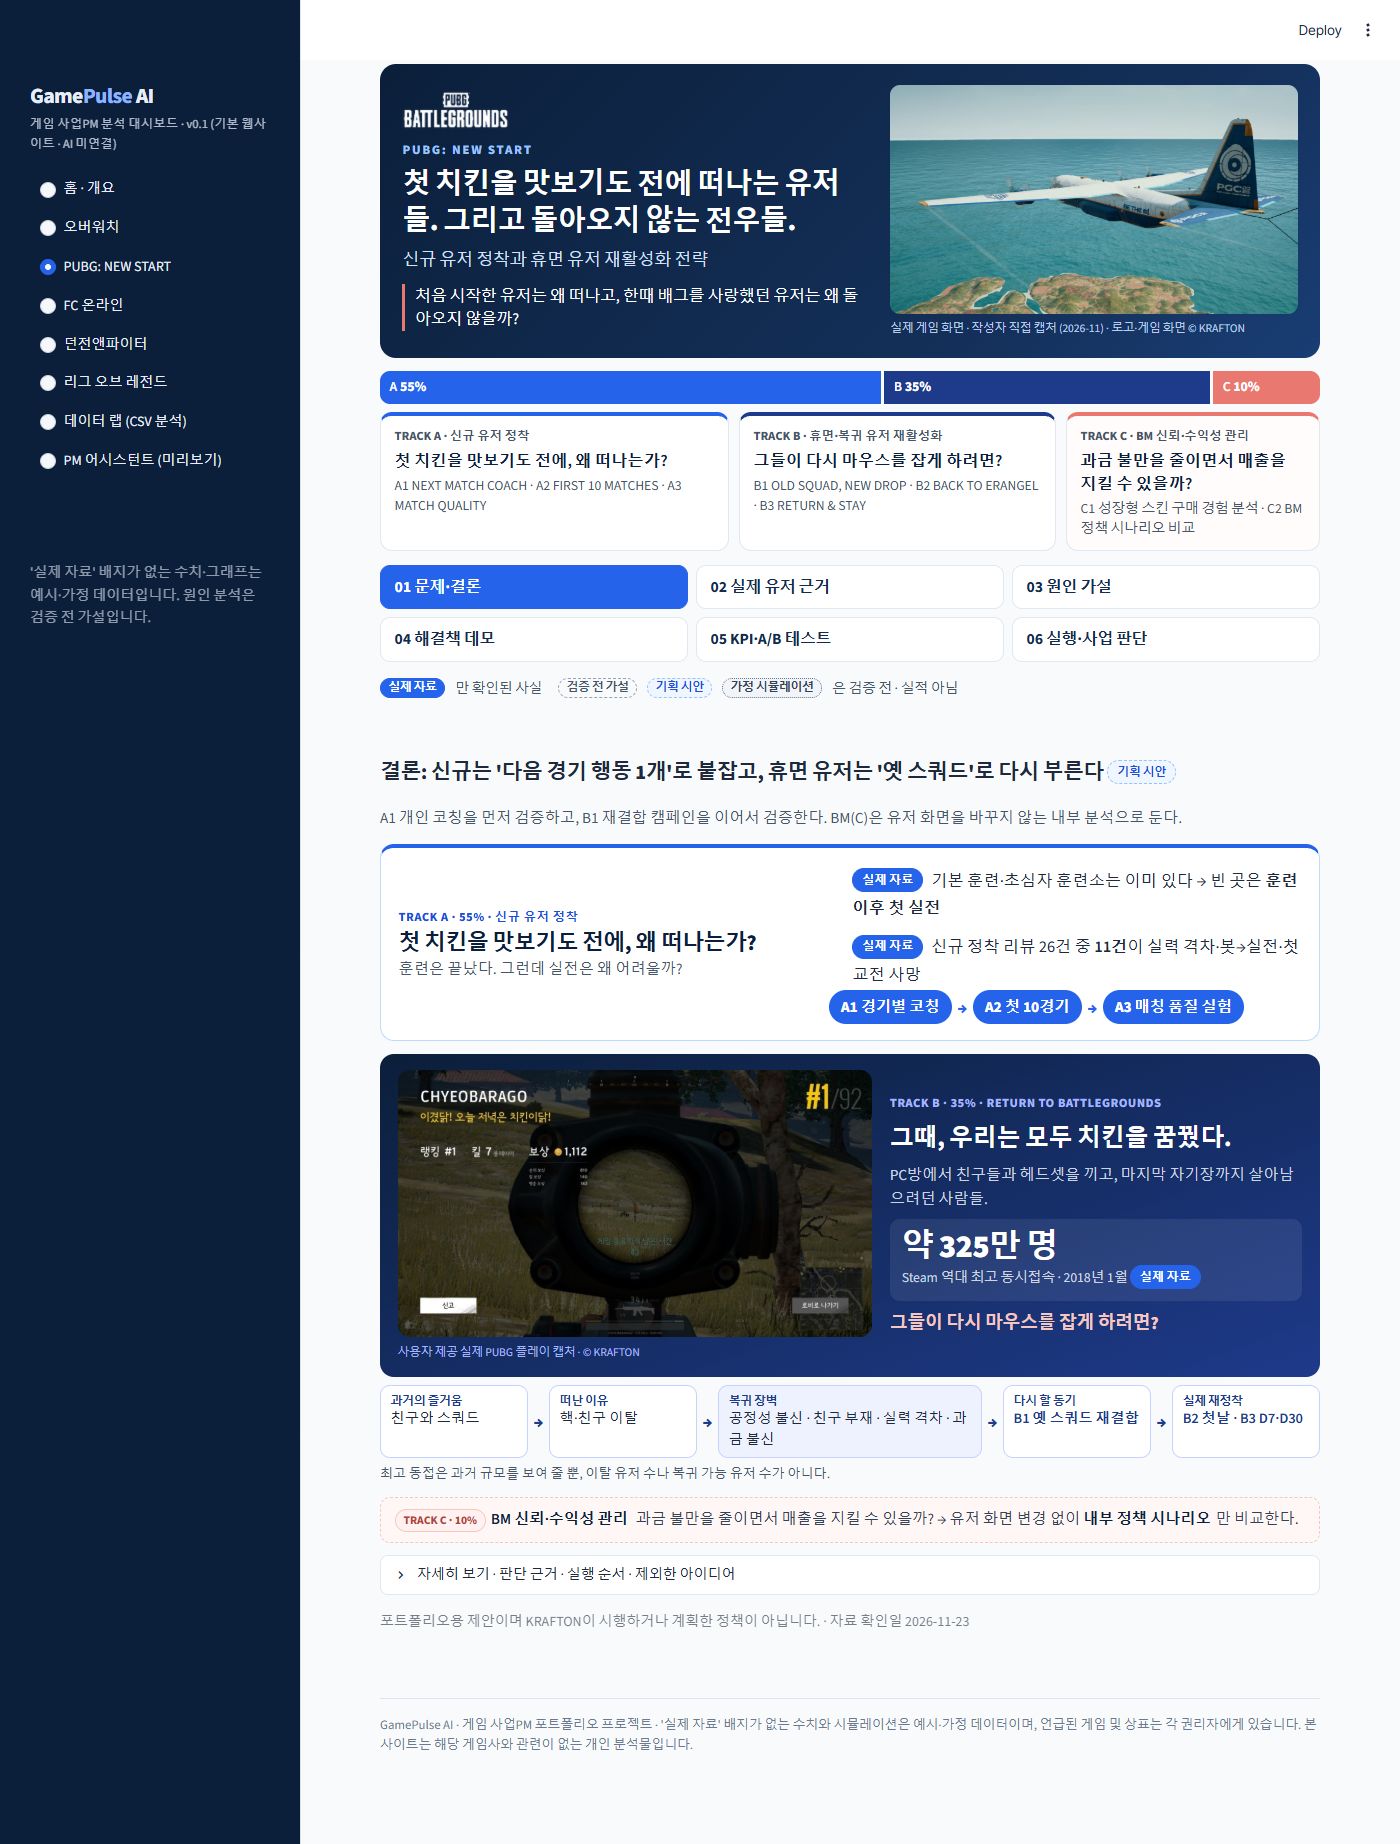 Deploy
GamePulse AI
게임 사업PM 분석 대시보드 · v0.1 (기본 웹사
이트 · AI 미연결)
홈 · 개요
오버워치
PUBG: NEW START
FC 온라인
던전앤파이터
리그 오브 레전드
데이터 랩 (CSV 분석)
PM 어시스턴트 (미리보기)
'실제 자료' 배지가 없는 수치·그래프는
예시·가정 데이터입니다. 원인 분석은
검증 전 가설입니다.
PUBG
BATTLEGROUNDS
PUBG: NEW START
첫 치킨을 맛보기도 전에 떠나는 유저
들. 그리고 돌아오지 않는 전우들.
신규 유저 정착과 휴면 유저 재활성화 전략
처음 시작한 유저는 왜 떠나고, 한때 배그를 사랑했던 유저는 왜 돌
아오지 않을까?
PGC
실제 게임 화면 · 작성자 직접 캡처 (2026-11) · 로고·게임 화면 © KRAFTON
A 55%
B 35%
C 10%
TRACK A · 신규 유저 정착
첫 치킨을 맛보기도 전에, 왜 떠나는가?
A1 NEXT MATCH COACH · A2 FIRST 10 MATCHES · A3
MATCH QUALITY
TRACK B · 휴면·복귀 유저 재활성화
그들이 다시 마우스를 잡게 하려면?
B1 OLD SQUAD, NEW DROP · B2 BACK TO ERANGEL
· B3 RETURN & STAY
TRACK C · BM 신뢰·수익성 관리
과금 불만을 줄이면서 매출을
지킬 수 있을까?
C1 성장형 스킨 구매 경험 분석 · C2 BM
정책 시나리오 비교
01 문제·결론
02 실제 유저 근거
03 원인 가설
04 해결책 데모
05 KPI·A/B 테스트
06 실행·사업 판단
실제 자료 만 확인된 사실 검증 전 가설 기획 시안 가정 시뮬레이션 은 검증 전 · 실적 아님
결론: 신규는 '다음 경기 행동 1개'로 붙잡고, 휴면 유저는 '옛 스쿼드'로 다시 부른다 기획 시안
A1 개인 코칭을 먼저 검증하고, B1 재결합 캠페인을 이어서 검증한다. BM(C)은 유저 화면을 바꾸지 않는 내부 분석으로 둔다.
TRACK A · 55% · 신규 유저 정착
첫 치킨을 맛보기도 전에, 왜 떠나는가?
훈련은 끝났다. 그런데 실전은 왜 어려울까?
실제 자료 기본 훈련·초심자 훈련소는 이미 있다 → 빈 곳은 훈련
이후 첫 실전
실제 자료 신규 정착 리뷰 26건 중 11건이 실력 격차·봇→실전·첫
교전 사망
A1 경기별 코칭 → A2 첫 10경기 → A3 매칭 품질 실험
CHYEOBARAGO
#1/92
이겼닭! 오늘 저녁은 치킨이닭!
랭킹 #1 킬 7 보상 1,112
신고
로비로 나가기
사용자 제공 실제 PUBG 플레이 캡처 · © KRAFTON
TRACK B · 35% · RETURN TO BATTLEGROUNDS
그때, 우리는 모두 치킨을 꿈꿨다.
PC방에서 친구들과 헤드셋을 끼고, 마지막 자기장까지 살아남
으려던 사람들.
약 325만 명
Steam 역대 최고 동시접속 · 2018년 1월 실제 자료
그들이 다시 마우스를 잡게 하려면?
과거의 즐거움
친구와 스쿼드
→
떠난 이유
핵·친구 이탈
→
복귀 장벽
공정성 불신 · 친구 부재 · 실력 격차 · 과
금 불신
→
다시 할 동기
B1 옛 스쿼드 재결합
→
실제 재정착
B2 첫날 · B3 D7·D30
최고 동접은 과거 규모를 보여 줄 뿐, 이탈 유저 수나 복귀 가능 유저 수가 아니다.
TRACK C · 10% BM 신뢰·수익성 관리 과금 불만을 줄이면서 매출을 지킬 수 있을까? → 유저 화면 변경 없이 내부 정책 시나리오 만 비교한다.
자세히 보기 · 판단 근거 · 실행 순서 · 제외한 아이디어
포트폴리오용 제안이며 KRAFTON이 시행하거나 계획한 정책이 아닙니다. · 자료 확인일 2026-11-23
GamePulse AI · 게임 사업PM 포트폴리오 프로젝트 · '실제 자료' 배지가 없는 수치와 시뮬레이션은 예시·가정 데이터이며, 언급된 게임 및 상표는 각 권리자에게 있습니다. 본
사이트는 해당 게임사와 관련이 없는 개인 분석물입니다.